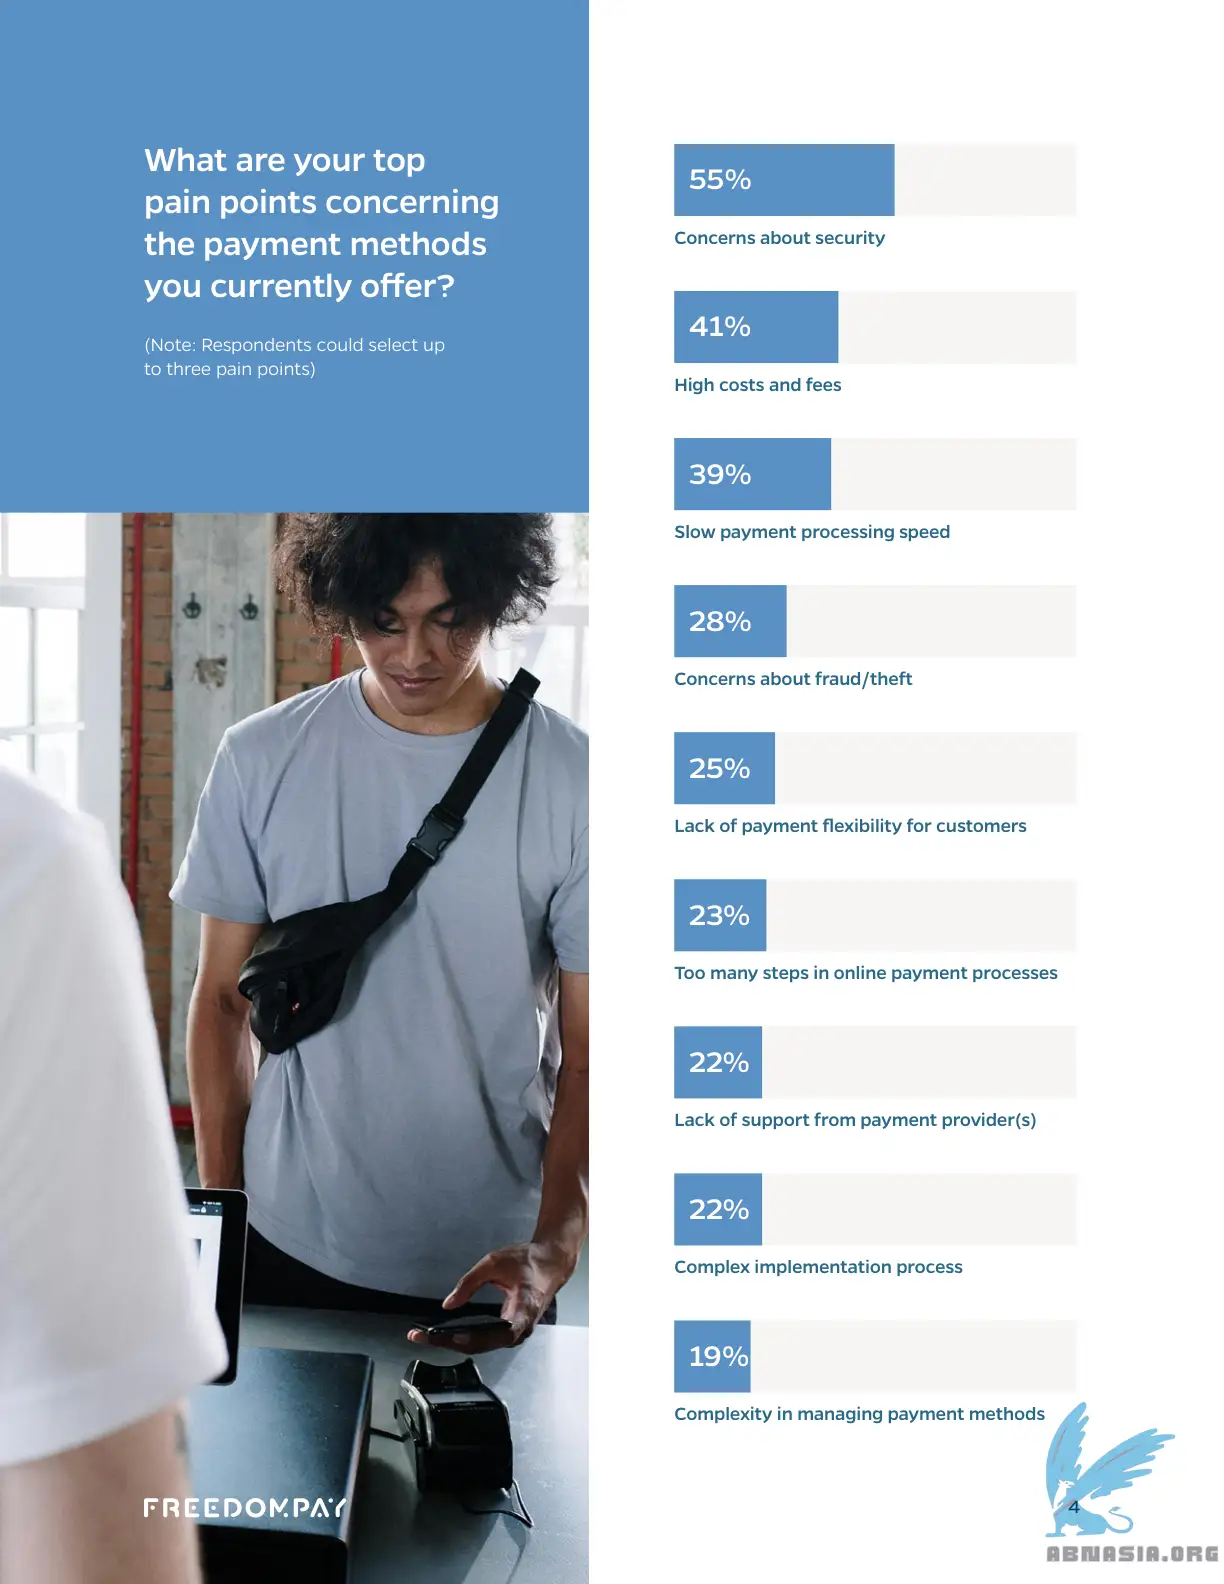 What are your top
pain points concerning
the payment methods
you currently offer?
(Note: Respondents could select up
to three pain points)
55%
Concerns about security
41%
High costs and fees
39%
Slow payment processing speed
28%
Concerns about fraud/theft
25%
Lack of payment flexibility for customers
23%
Too many steps in online payment processes
22%
Lack of support from payment provider(s)
22%
Complex implementation process
19%
Complexity in managing payment methods
FREEDOMPAY
4
ABNASIA.ORG